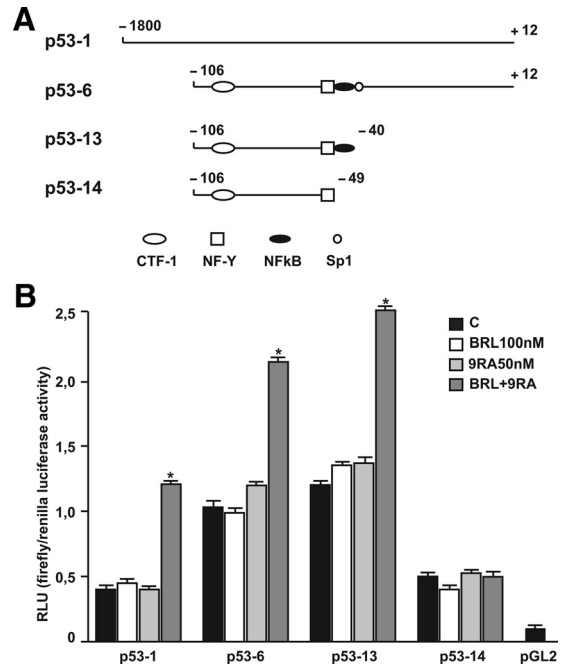 A
p53-1
– 1800
+ 12
p53-6
– 106
+ 12
p53-13
– 106
– 40
p53-14
– 106
– 49
CTF-1
NF-Y
NFkB
Sp1
B
RLU (firefly/renilla luciferase activity)
2,5
2,0
1,5
1,0
0,5
0
*
*
*
C
BRL100nM
9RA50nM
BRL+9RA
p53-1
p53-6
p53-13
p53-14
pGL2